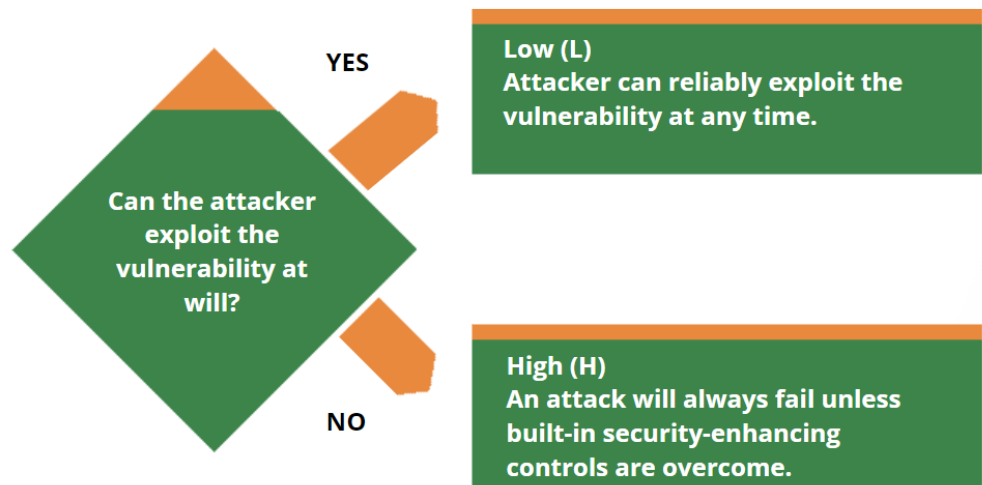 Can the attacker
exploit the
vulnerability at
will?
YES
Low (L)
Attacker can reliably exploit the
vulnerability at any time.
NO
High (H)
An attack will always fail unless
built-in security-enhancing
controls are overcome.